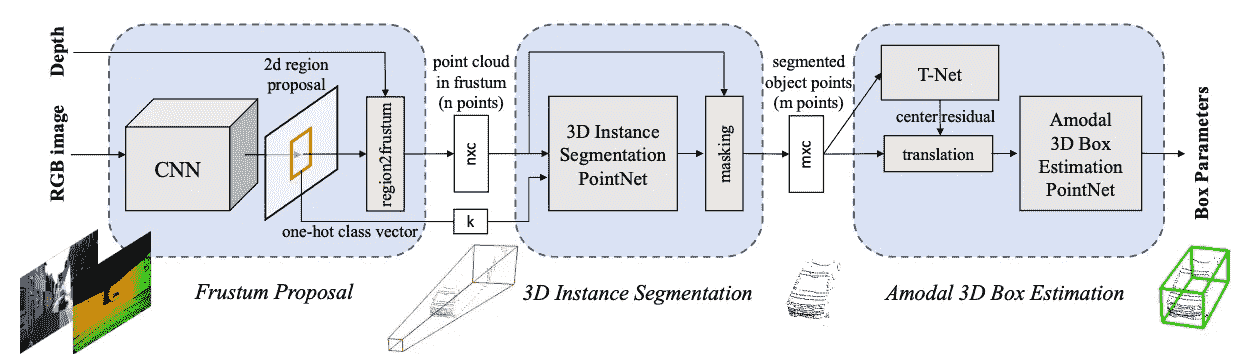 Depth
RGB image
CNN
2d region
proposal
region2frustum
one-hot class vector
Frustum Proposal
point cloud
in frustum
(n points)
nxc
k
3D Instance
Segmentation
PointNet
masking
3D Instance Segmentation
segmented
object points
(m points)
mxc
T-Net
center residual
translation
Amodal
3D Box
Estimation
PointNet
Amodal 3D Box Estimation
Box Parameters